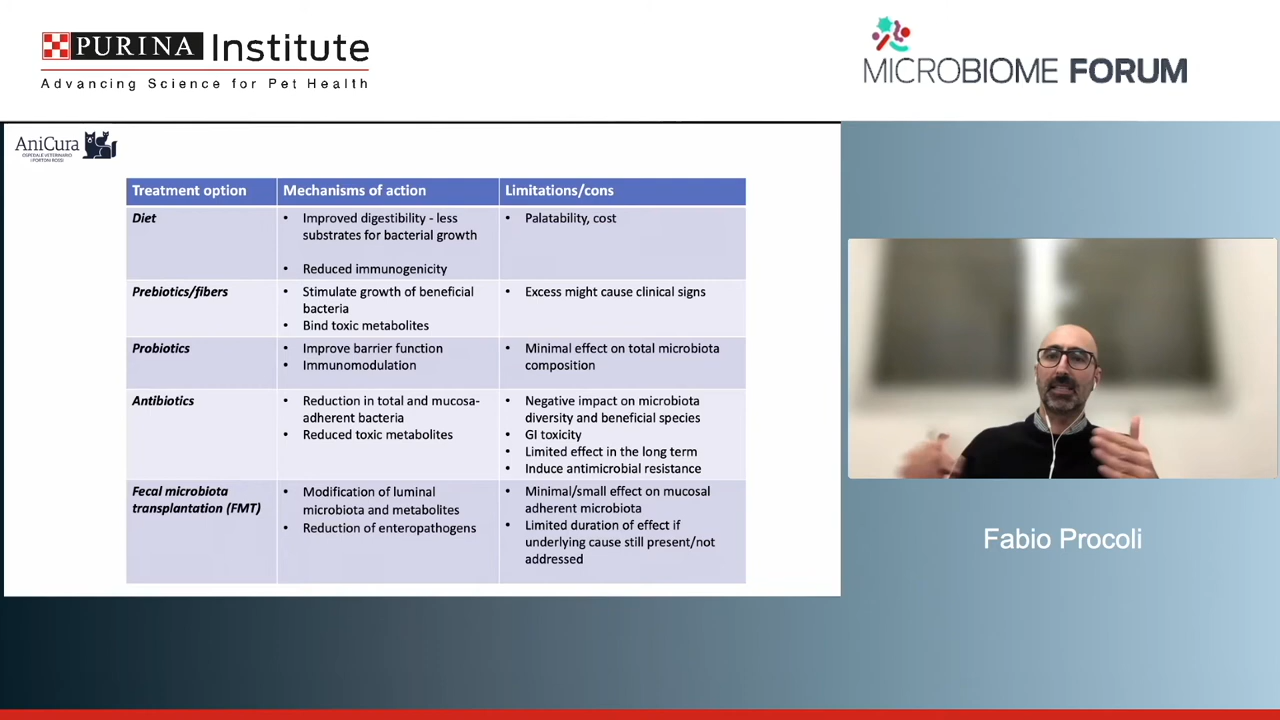 PURINA Institute
Advancing Science for Pet Health
MICROBIOME FORUM
AniCura
OSPEDALE VETERINARIO
I PORTONI ROSSI
Treatment option Mechanisms of action Limitations/cons
Diet
• Improved digestibility - less
substrates for bacterial growth
• Reduced immunogenicity
• Palatability, cost
Prebiotics/fibers
• Stimulate growth of beneficial
bacteria
• Bind toxic metabolites
• Excess might cause clinical signs
Probiotics
• Improve barrier function
• Immunomodulation
• Minimal effect on total microbiota
composition
Antibiotics
• Reduction in total and mucosa-
adherent bacteria
• Reduced toxic metabolites
• Negative impact on microbiota
diversity and beneficial species
• GI toxicity
• Limited effect in the long term
• Induce antimicrobial resistance
Fecal microbiota
transplantation (FMT)
• Modification of luminal
microbiota and metabolites
• Reduction of enteropathogens
• Minimal/small effect on mucosal
adherent microbiota
• Limited duration of effect if
underlying cause still present/not
addressed
Fabio Procoli